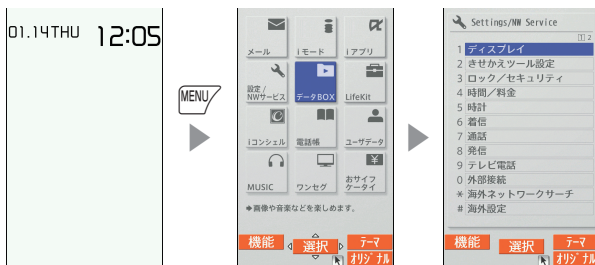 01.14THU 12:05
MENU
メール iモード iアプリ
設定/
NWサービス データBOX LifeKit
iコンシェル 電話帳 ユーザデータ
MUSIC ワンセグ おサイフ
ケータイ
◆画像や音楽などを楽しめます。
機能 選択 テーマ
オリジナル
Settings/NW Service
1 2
1 ディスプレイ
2 きせかえツール設定
3 ロック/セキュリティ
4 時間/料金
5 時計
6 着信
7 通話
8 発信
9 テレビ電話
0 外部接続
* 海外ネットワークサーチ
# 海外設定
機能 選択 テーマ
オリジナル